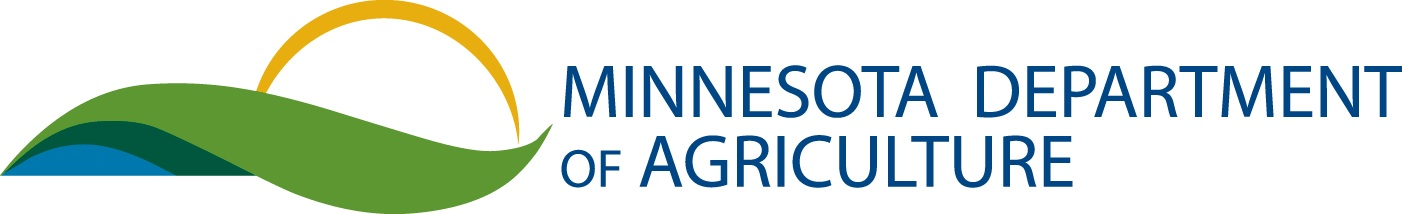 MINNESOTA DEPARTMENT
OF AGRICULTURE